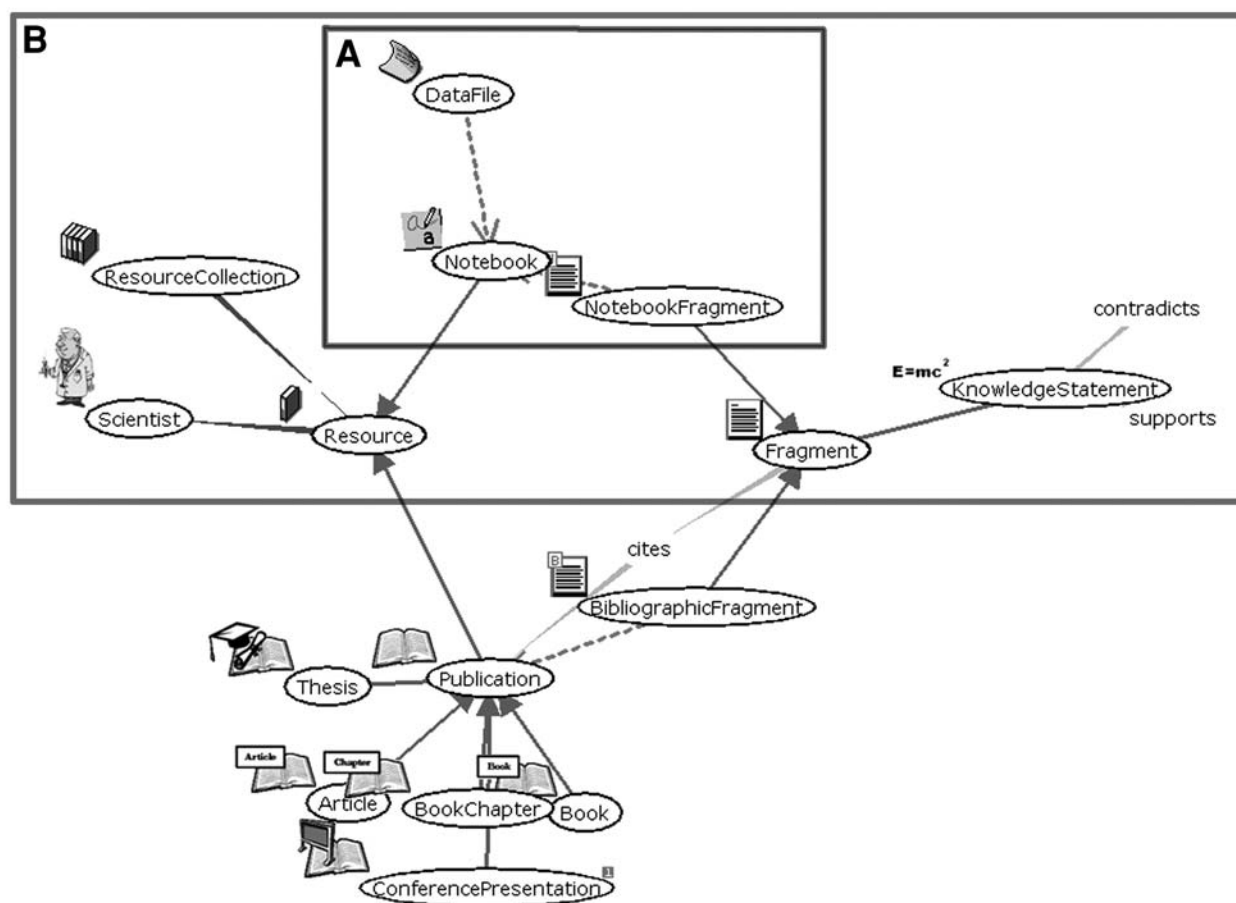 B
A
DataFile
Notebook
ResourceCollection
NotebookFragment
contradicts
E=mc²
KnowledgeStatement
supports
Scientist
Resource
Fragment
cites
B
BibliographicFragment
Thesis
Publication
Article
Chapter
Book
a
Article
BookChapter
Book
ConferencePresentation
1